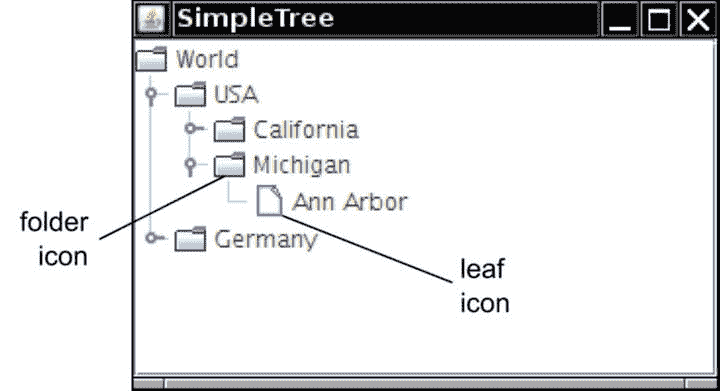 SimpleTree
World
USA
California
Michigan
Ann Arbor
Germany
folder
icon
leaf
icon